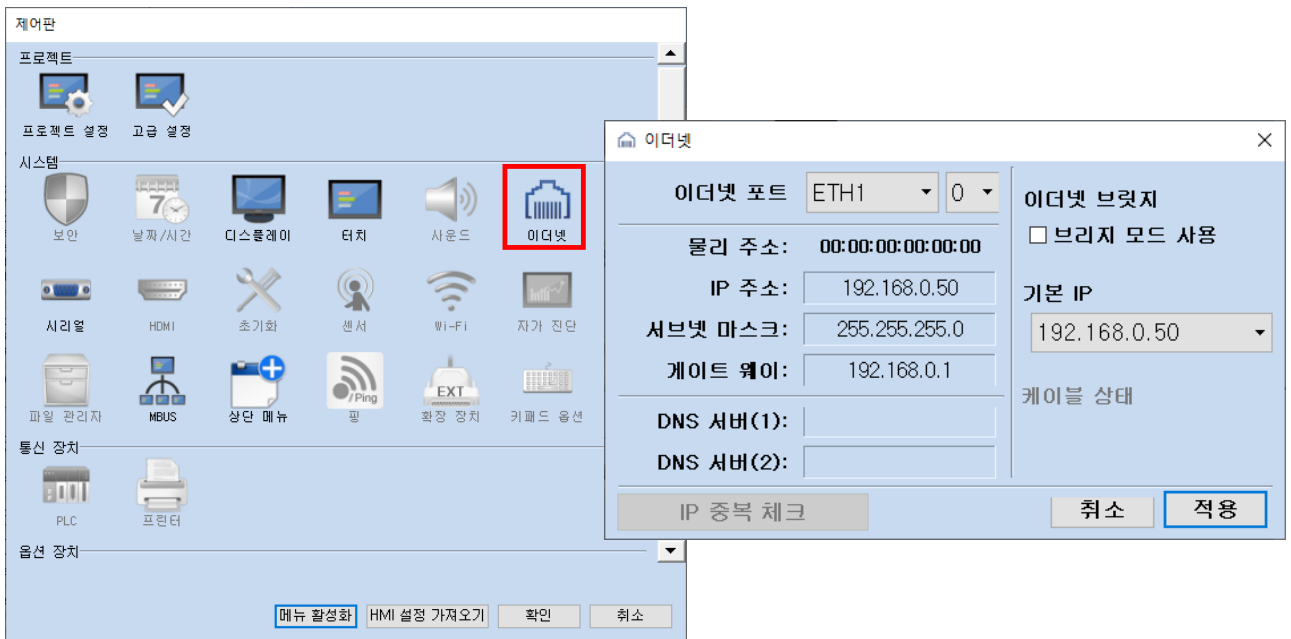 제어판
프로젝트
프로젝트 설정 고급 설정
시스템
7
보안 날짜/시간 디스플레이 터치 사운드 이더넷
시리얼 HDMI 초기화 센서 Wi-Fi 자가 진단
/Ping EXT
파일 관리자 MBUS 상단 메뉴 핑 확장 장치 키패드 옵션
통신 장치
PLC 프린터
옵션 장치
메뉴 활성화 HMI 설정 가져오기 확인 취소
이더넷
이더넷 포트 ETH1 0
물리 주소: 00:00:00:00:00:00
IP 주소: 192.168.0.50
서브넷 마스크: 255.255.255.0
게이트 웨이: 192.168.0.1
DNS 서버(1):
DNS 서버(2):
이더넷 브릿지
브리지 모드 사용
기본 IP
192.168.0.50
케이블 상태
IP 중복 체크 취소 적용